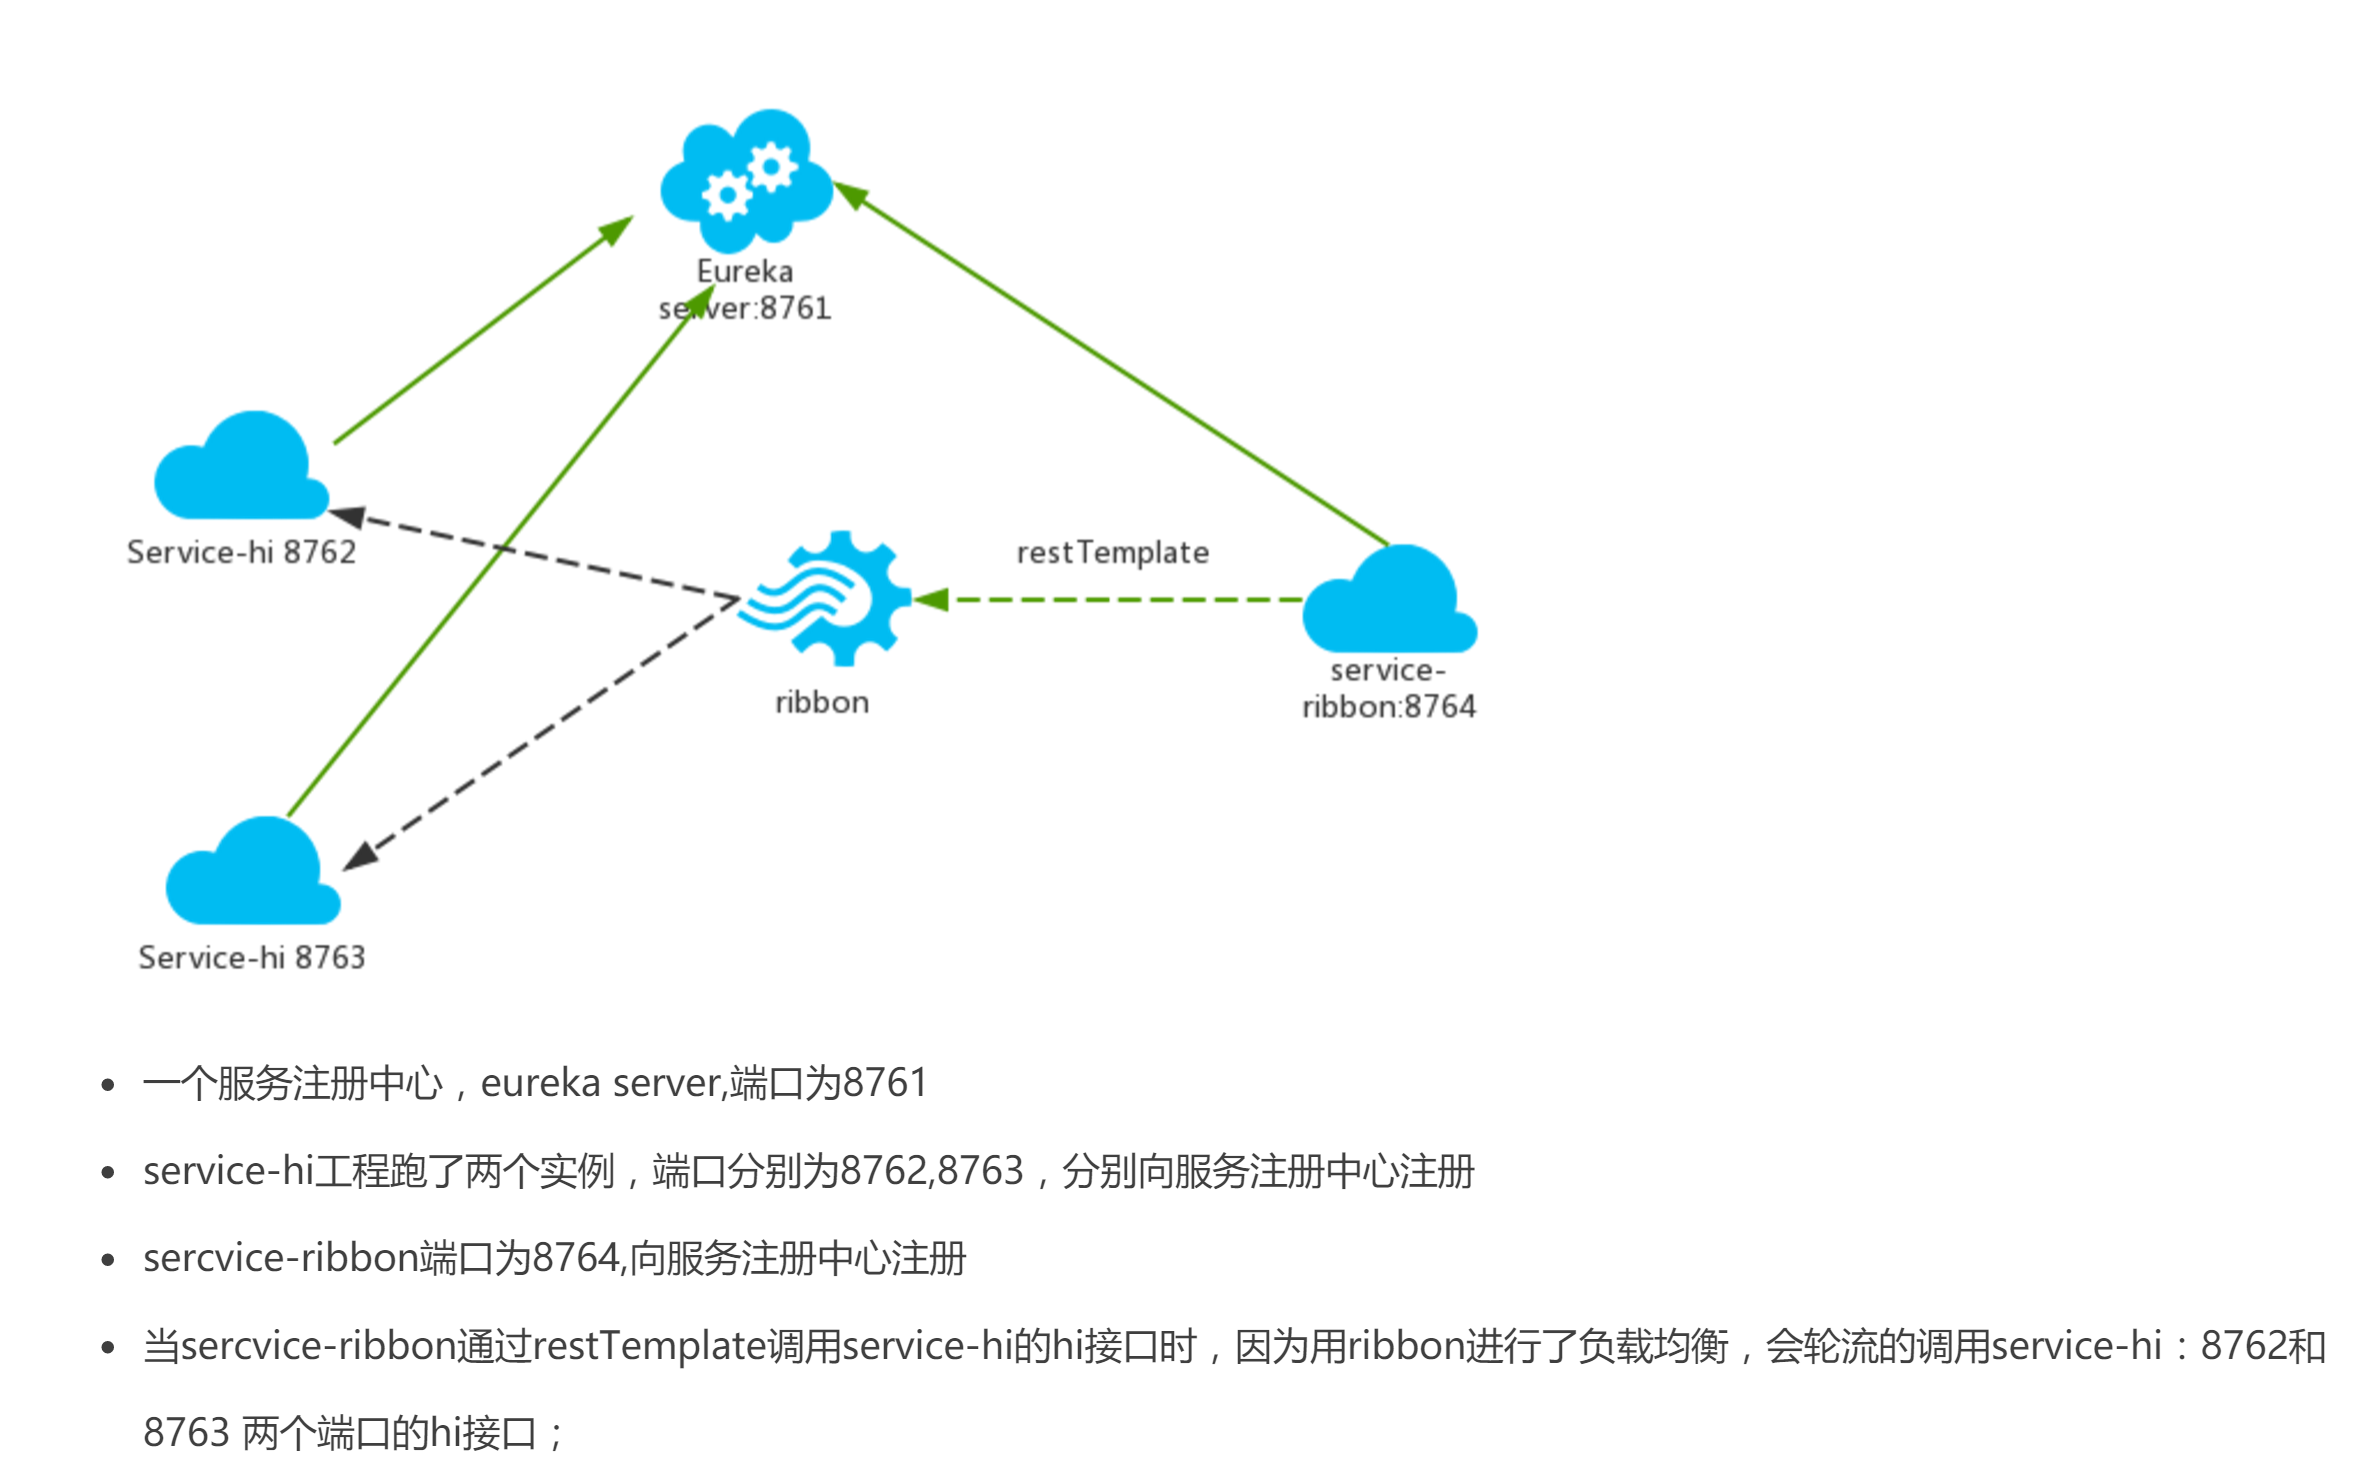 Eureka
server:8761
Service-hi 8762
restTemplate
ribbon
service-
ribbon:8764
Service-hi 8763
一个服务注册中心，eureka server,端口为8761
service-hi工程跑了两个实例，端口分别为8762,8763，分别向服务注册中心注册
sercvice-ribbon端口为8764,向服务注册中心注册
当sercvice-ribbon通过restTemplate调用service-hi的hi接口时，因为用ribbon进行了负载均衡，会轮流的调用service-hi：8762和
8763 两个端口的hi接口；